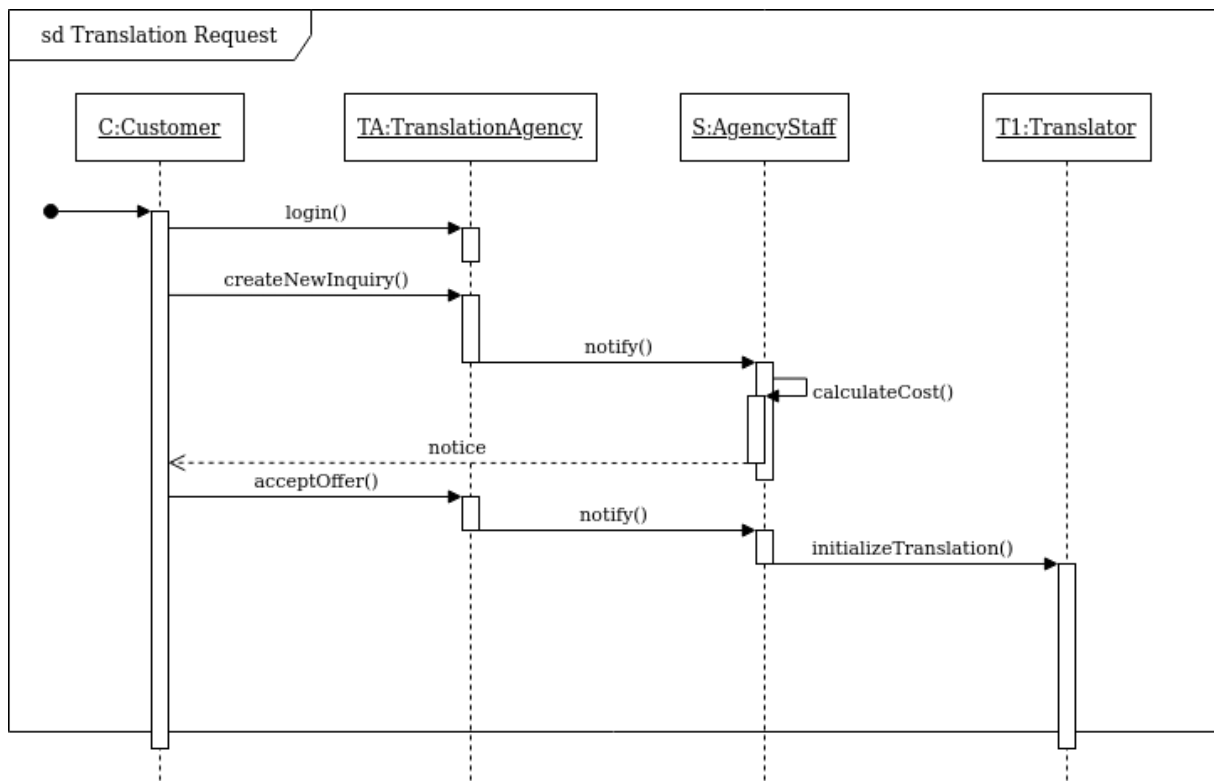 sd Translation Request
C:Customer
TA:TranslationAgency
S:AgencyStaff
T1:Translator
login()
createNewInquiry()
notify()
calculateCost()
notice
acceptOffer()
notify()
initializeTranslation()